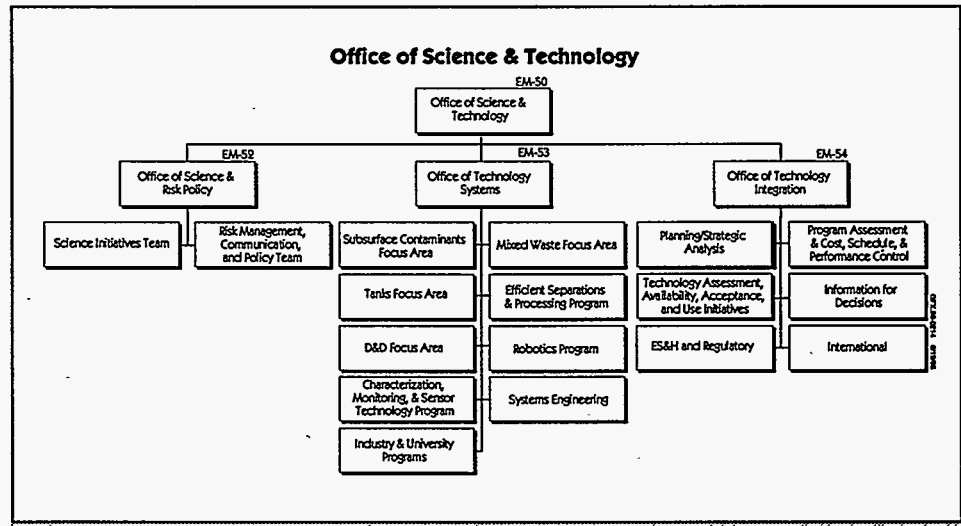 Office of Science & Technology
EM-50
Office of Science &
Technology
EM-52
Office of Science &
Risk Policy
EM-53
Office of Technology
Systems
EM-54
Office of Technology
Integration
Science Initiatives Team
Risk Management,
Communication,
and Policy Team
Subsurface Contaminants
Focus Area
Mixed Waste Focus Area
Tanks Focus Area
Efficient Separations
& Processing Program
D&D Focus Area
Robotics Program
Characterization,
Monitoring, & Sensor
Technology Program
Systems Engineering
Industry & University
Programs
Planning/Strategic
Analysis
Program Assessment
& Cost, Schedule, &
Performance Control
Technology Assessment,
Availability, Acceptance,
and Use Initiatives
Information for
Decisions
ES&H and Regulatory
International